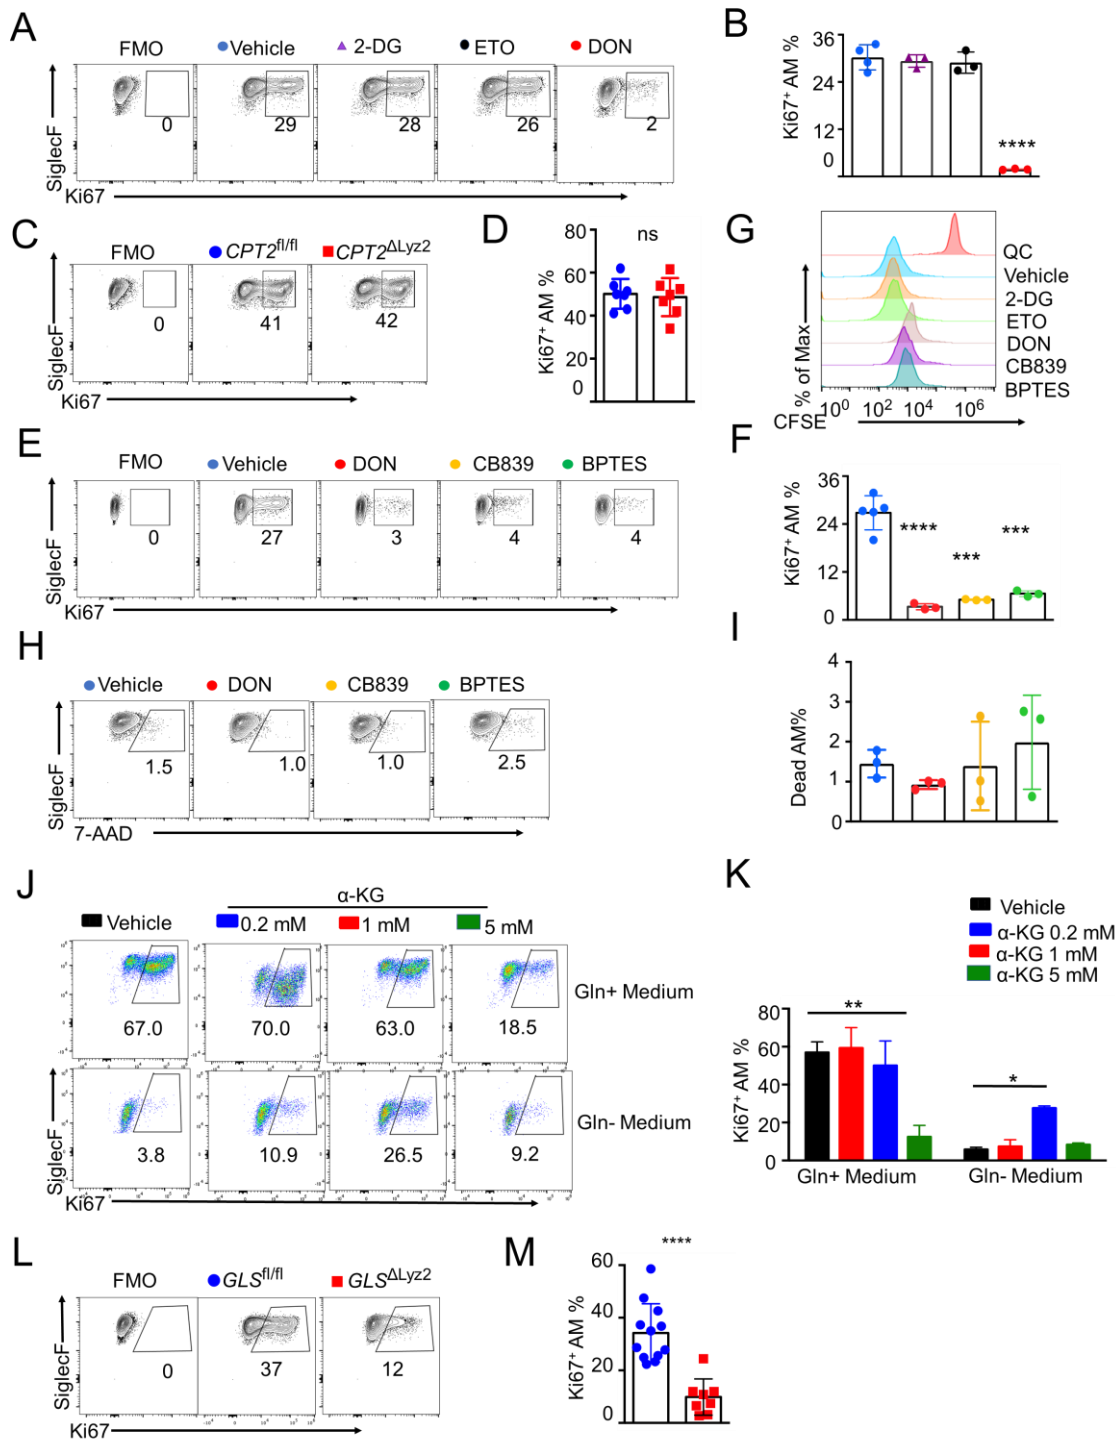 A
FMO
Vehicle
2-DG
ETO
DON
SiglecF
0
29
28
26
2
Ki67
B
Ki67+ AM %
36
24
12
0
****
C
FMO
CPT2fl/fl
CPT2ΔLyz2
SiglecF
0
41
42
Ki67
D
Ki67+ AM %
80
60
40
20
0
ns
G
% of Max
QC
Vehicle
2-DG
ETO
DON
CB839
BPTES
10⁰
10²
10⁴
10⁶
CFSE
E
FMO
Vehicle
DON
CB839
BPTES
SiglecF
0
27
3
4
4
Ki67
F
Ki67+ AM %
36
24
12
0
****
***
***
H
Vehicle
DON
CB839
BPTES
SiglecF
1.5
1.0
1.0
2.5
7-AAD
I
Dead AM%
4
3
2
1
0
J
α-KG
Vehicle
0.2 mM
1 mM
5 mM
67.0
70.0
63.0
18.5
Gln+ Medium
3.8
10.9
26.5
9.2
Gln- Medium
SiglecF
Ki67
K
Vehicle
α-KG 0.2 mM
α-KG 1 mM
α-KG 5 mM
Ki67+ AM %
80
60
40
20
0
**
*
Gln+ Medium
Gln- Medium
L
FMO
GLSfl/fl
GLSΔLyz2
SiglecF
0
37
12
Ki67
M
****
Ki67+ AM %
60
40
20
0